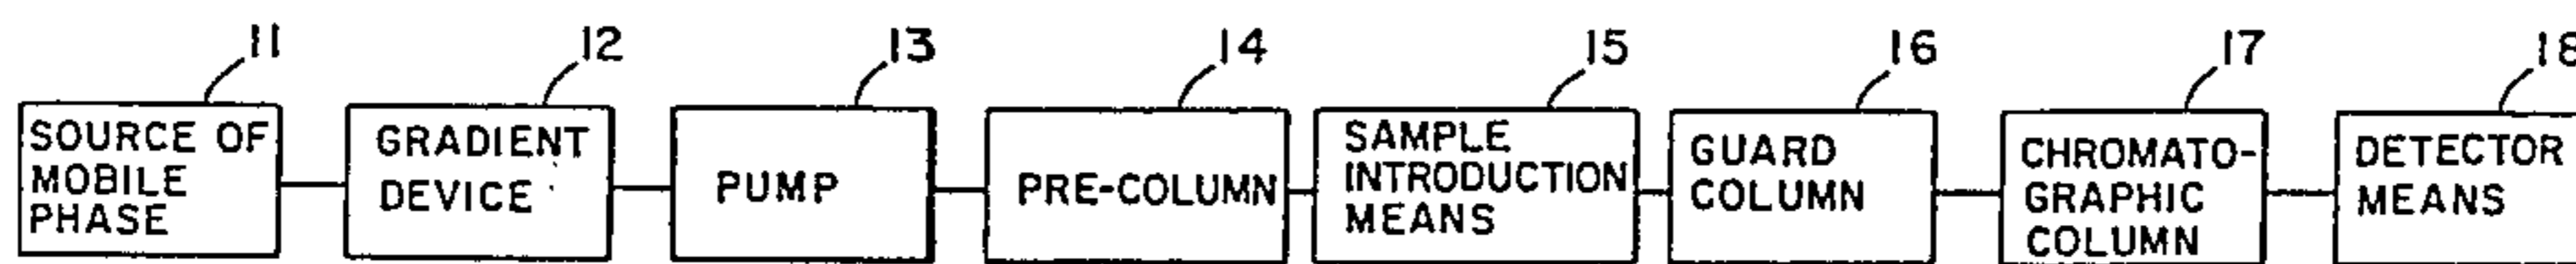 11 12 13 14 15 16 17 18
SOURCE OF
MOBILE
PHASE
GRADIENT
DEVICE
PUMP
PRE-COLUMN
SAMPLE
INTRODUCTION
MEANS
GUARD
COLUMN
CHROMATO-
GRAPHIC
COLUMN
DETECTOR
MEANS